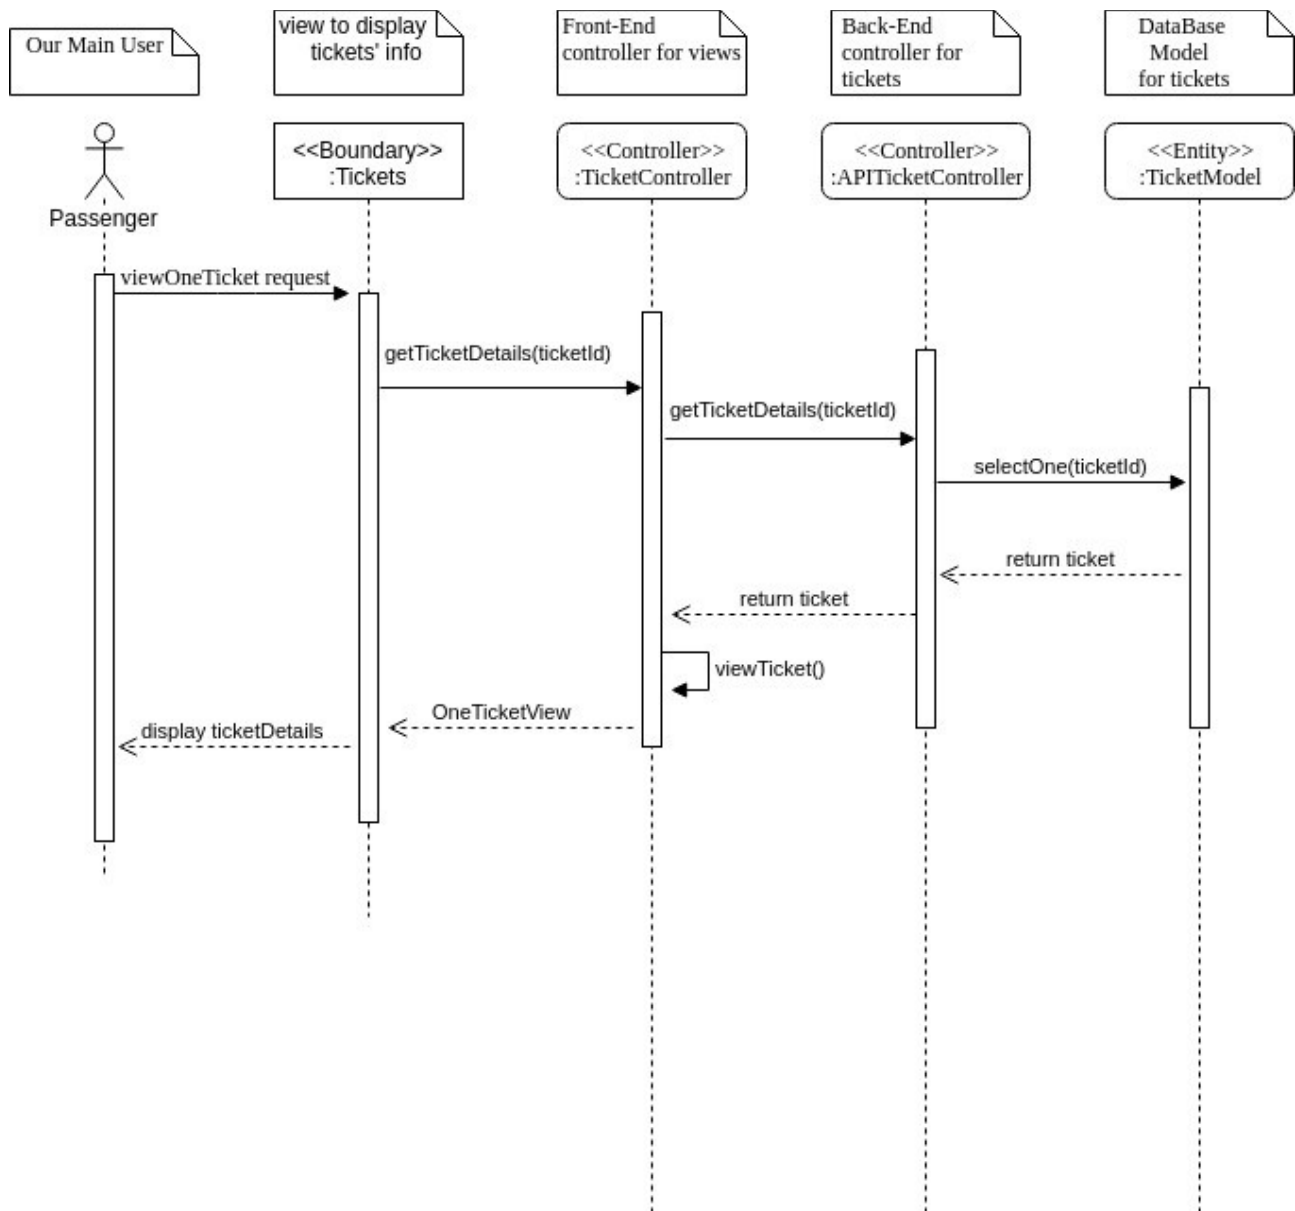 Our Main User
view to display
tickets' info
Front-End
controller for views
Back-End
controller for
tickets
DataBase
Model
for tickets
Passenger
<<Boundary>>
:Tickets
<<Controller>>
:TicketController
<<Controller>>
:APITicketController
<<Entity>>
:TicketModel
viewOneTicket request
getTicketDetails(ticketId)
getTicketDetails(ticketId)
selectOne(ticketId)
return ticket
return ticket
viewTicket()
OneTicketView
display ticketDetails